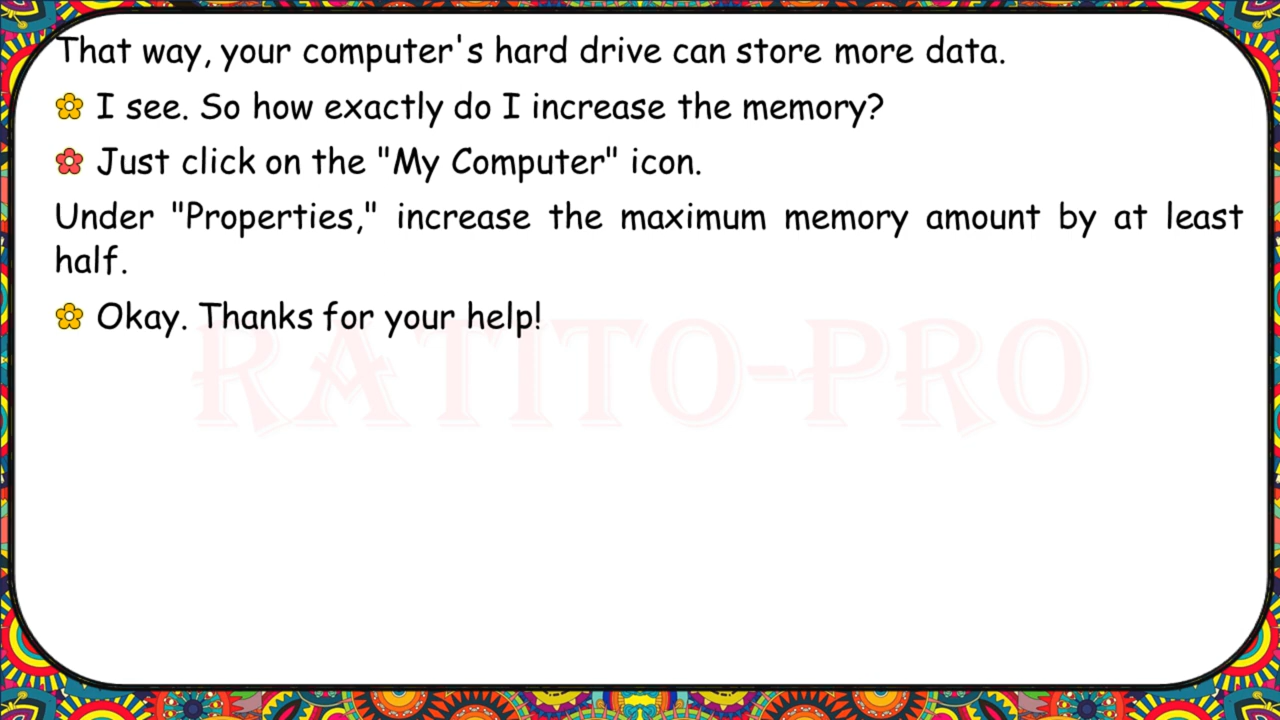 That way, your computer's hard drive can store more data.
I see. So how exactly do I increase the memory?
Just click on the "My Computer" icon.
Under "Properties," increase the maximum memory amount by at least
half.
Okay. Thanks for your help!
RATITO-PRO